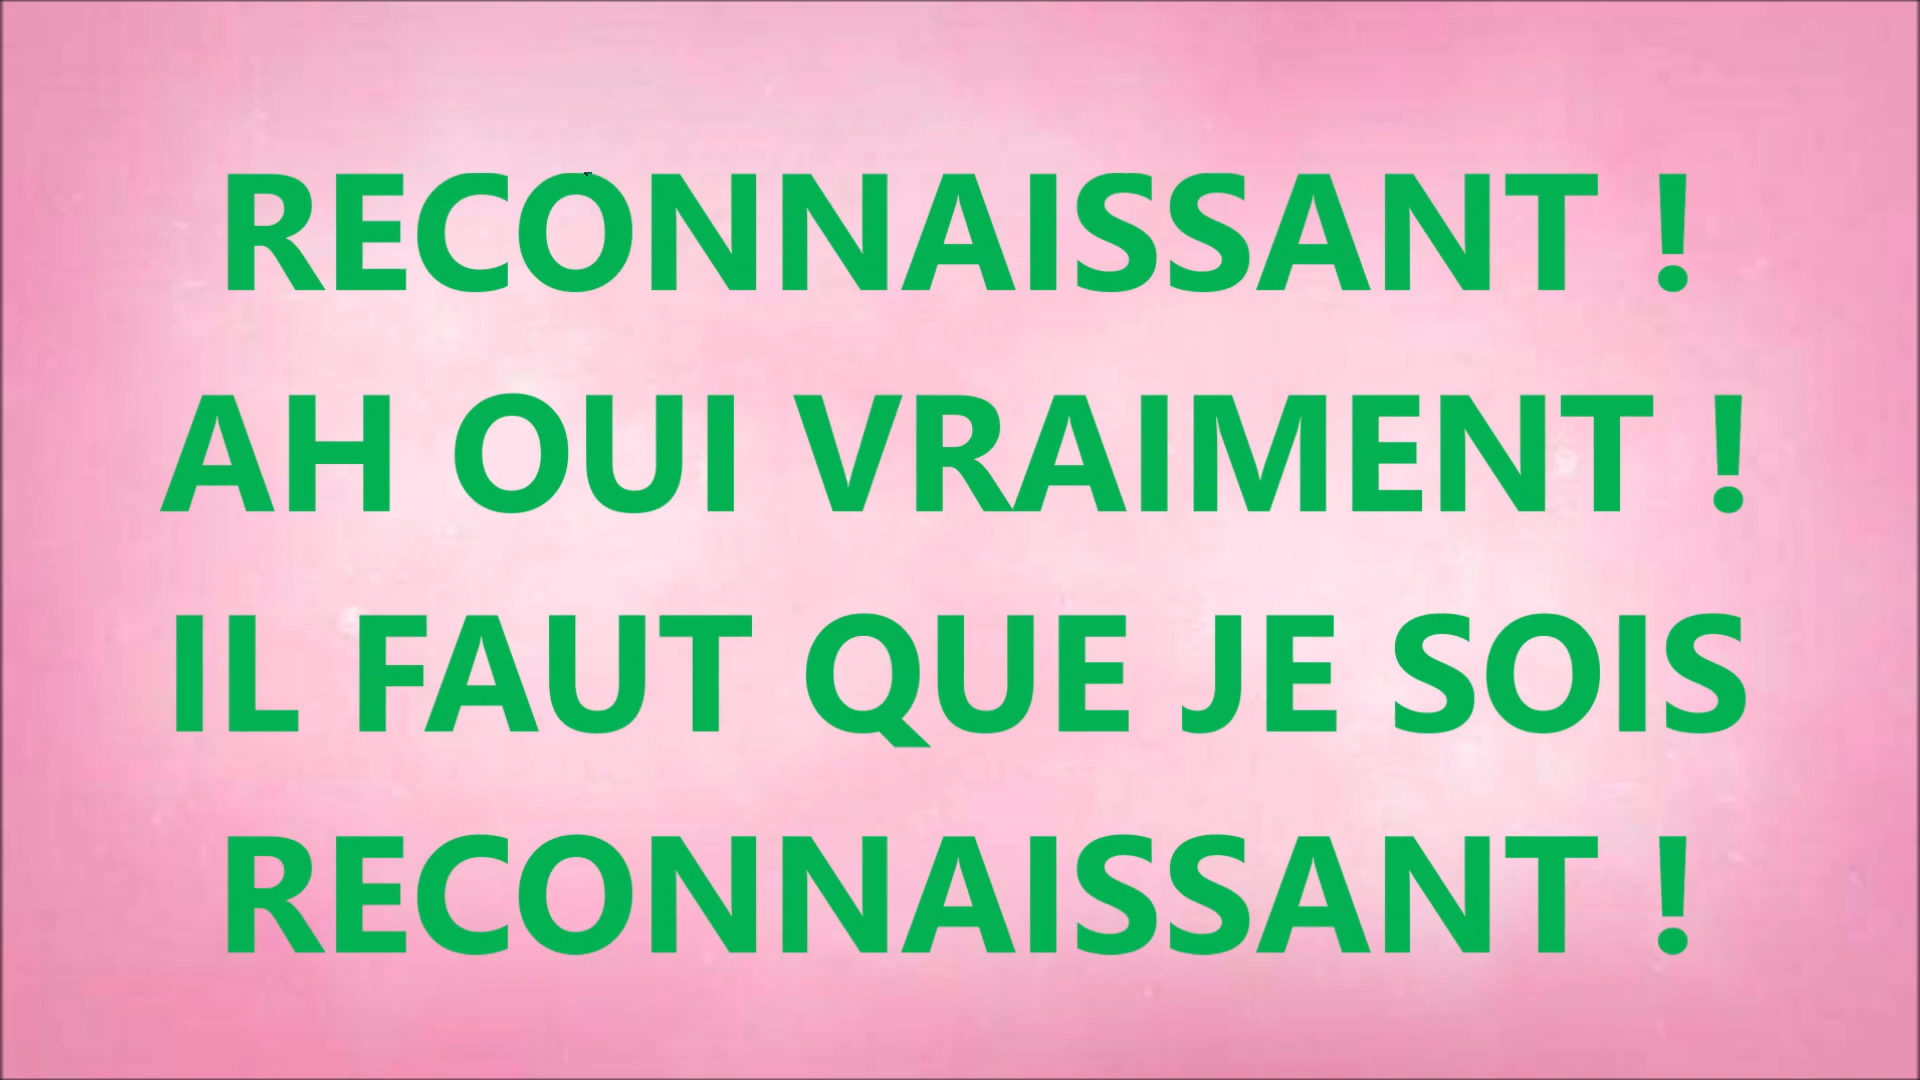 RECONNAISSANT !
AH OUI VRAIMENT !
IL FAUT QUE JE SOIS
RECONNAISSANT !